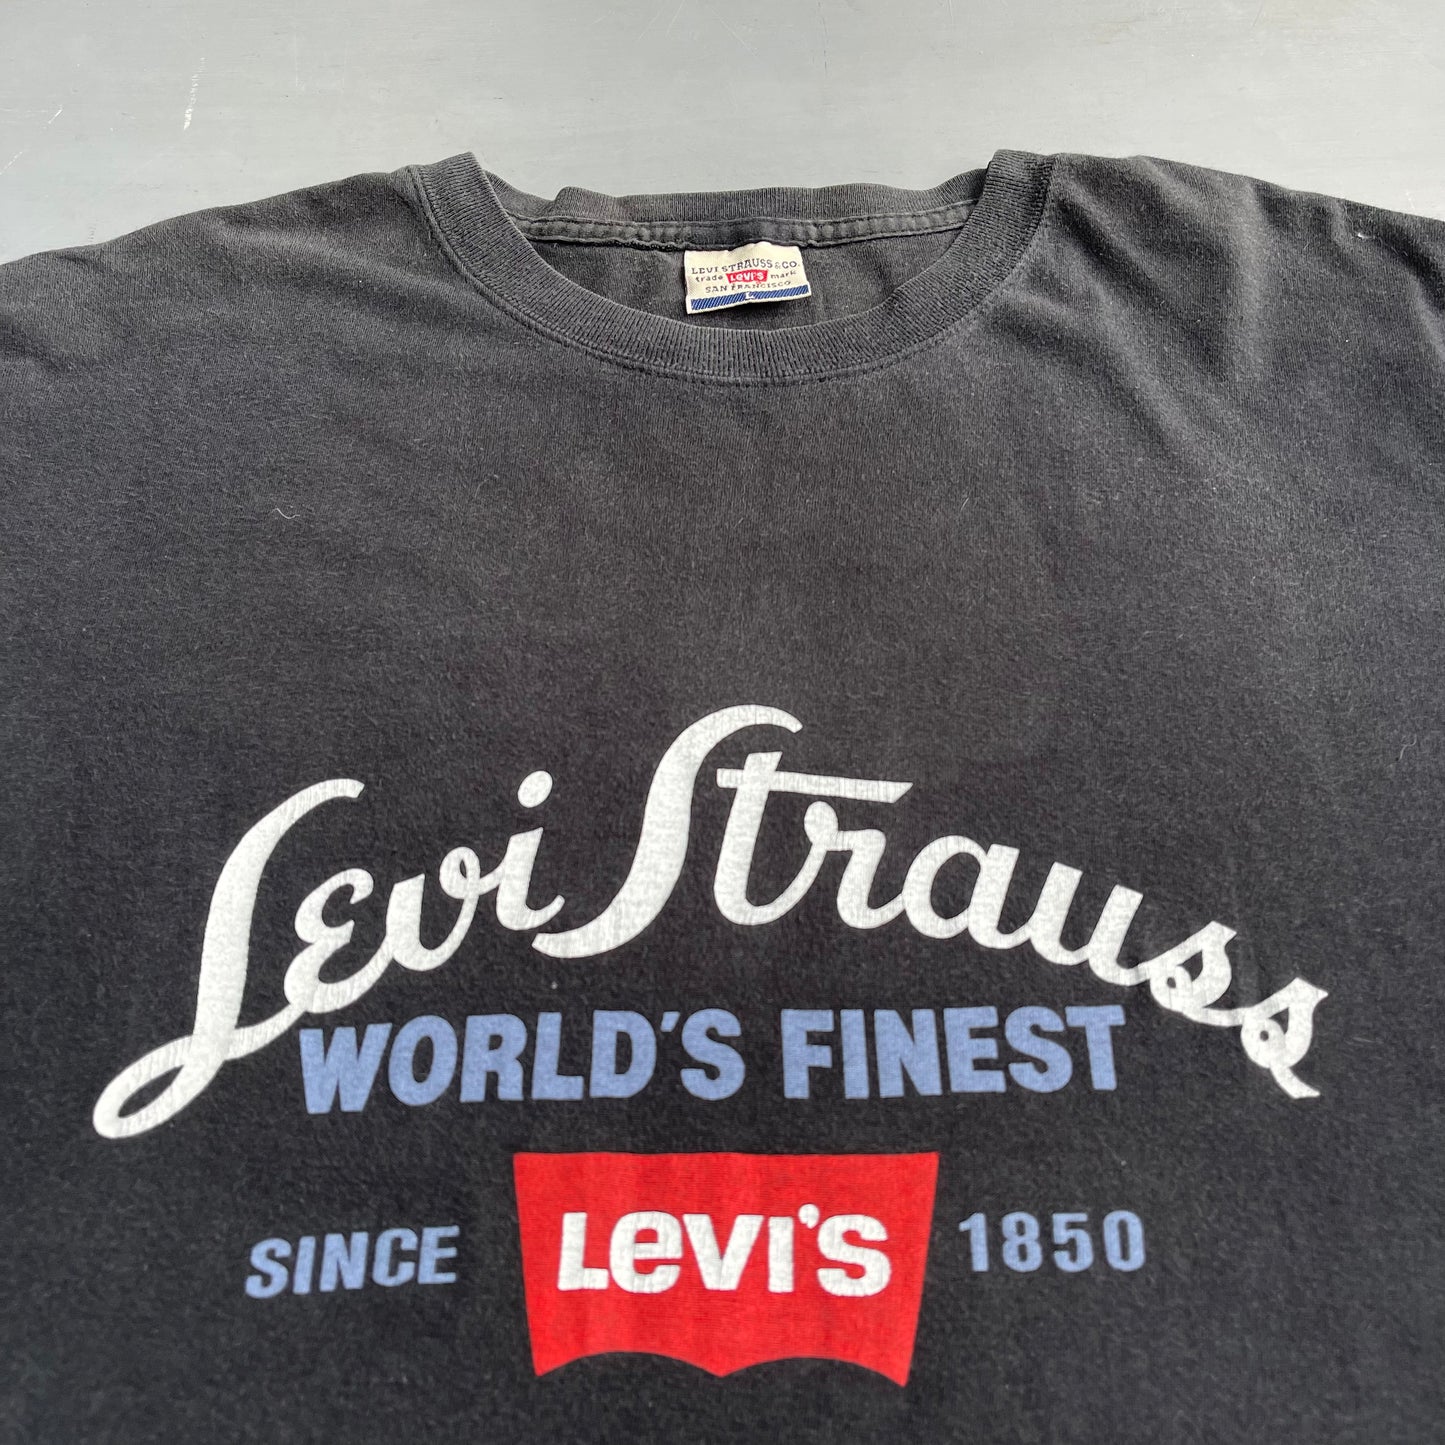 LEVI STRAUSS & CO.
trade LEVI'S mark
SAN FRANCISCO
L
Levi Strauss
WORLD'S FINEST
SINCE LEVI'S 1850